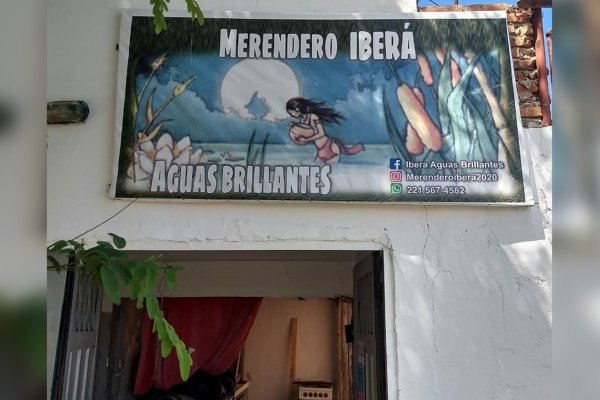 MERENDERO IBERÁ
AGUAS BRILLANTES
Ibera Aguas Brillantes
Merenderoibera2020
221 567-4582